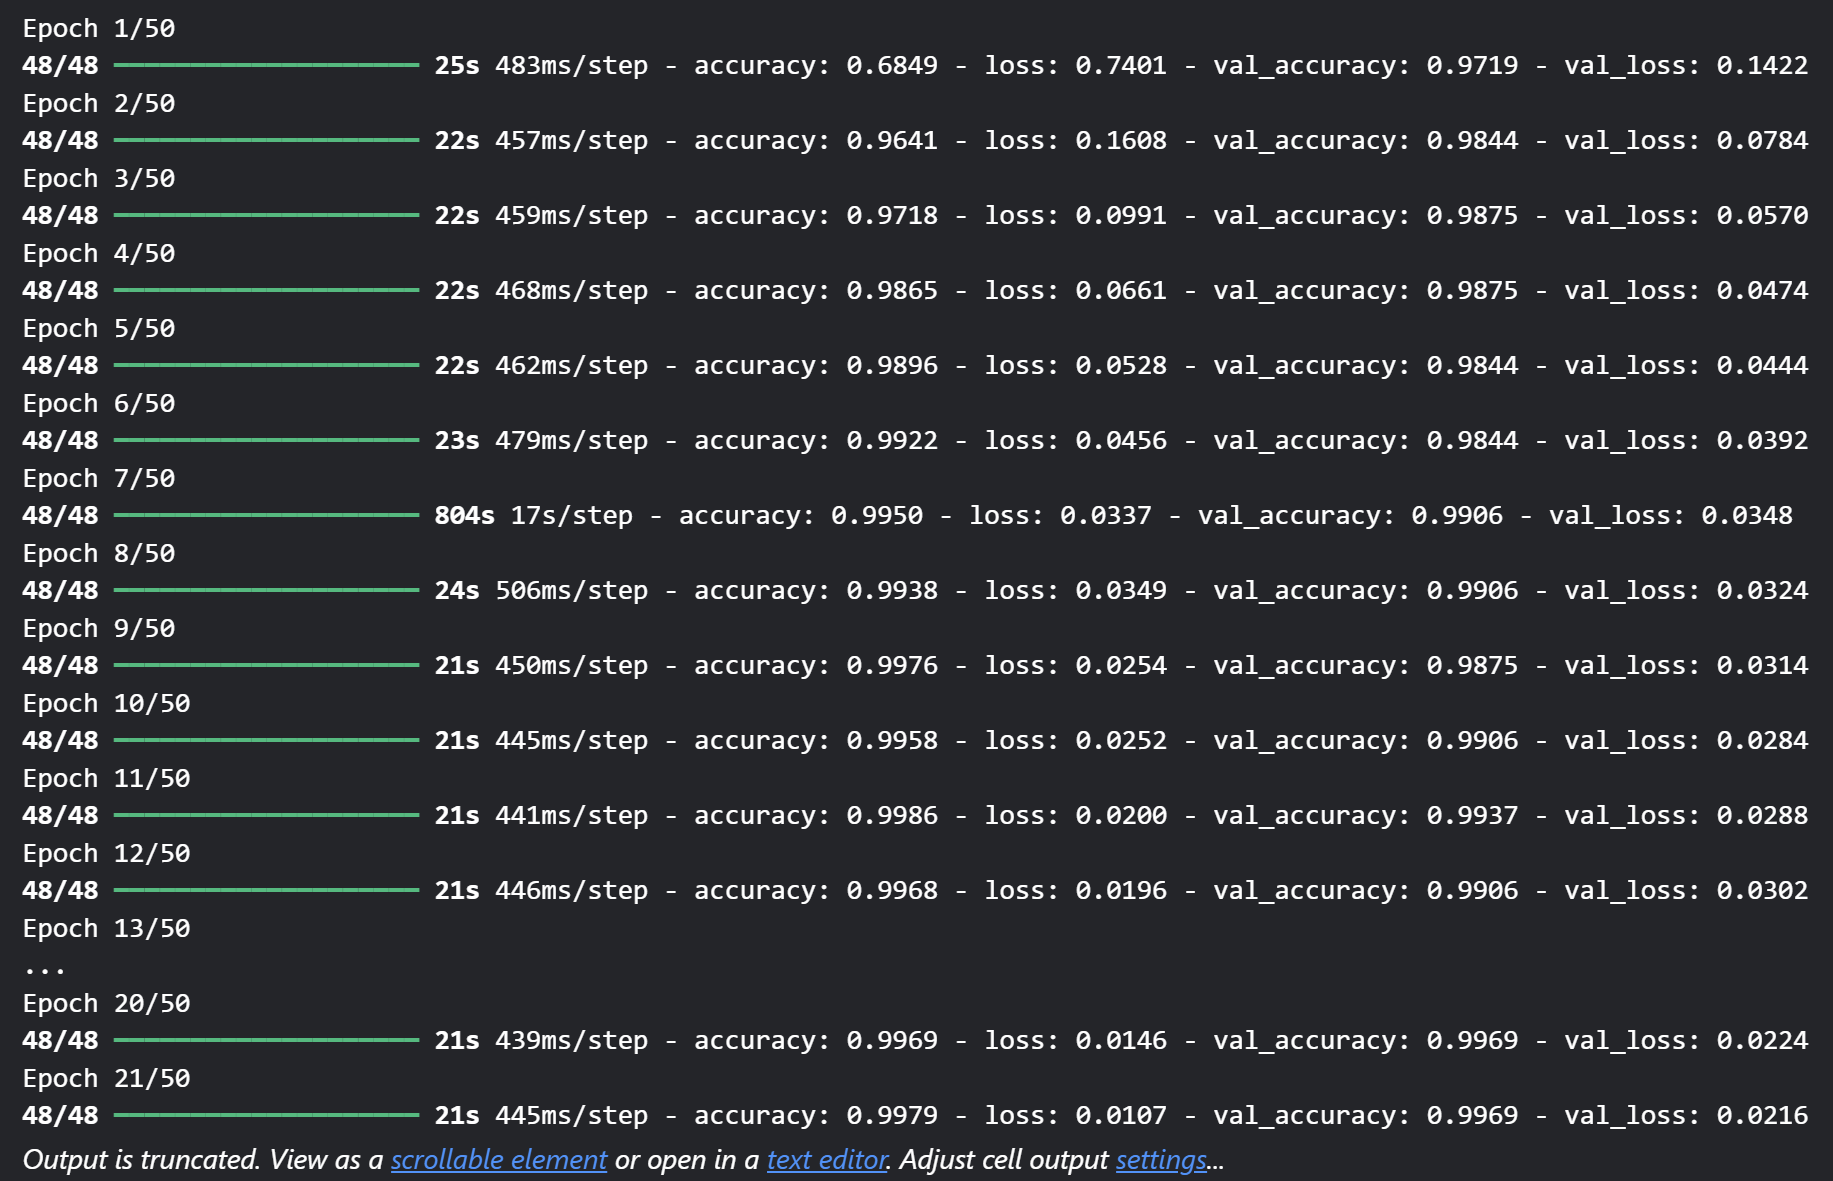 Epoch 1/50
48/48 ━━━━━━━━━━━━━━━━━━━━ 25s 483ms/step - accuracy: 0.6849 - loss: 0.7401 - val_accuracy: 0.9719 - val_loss: 0.1422
Epoch 2/50
48/48 ━━━━━━━━━━━━━━━━━━━━ 22s 457ms/step - accuracy: 0.9641 - loss: 0.1608 - val_accuracy: 0.9844 - val_loss: 0.0784
Epoch 3/50
48/48 ━━━━━━━━━━━━━━━━━━━━ 22s 459ms/step - accuracy: 0.9718 - loss: 0.0991 - val_accuracy: 0.9875 - val_loss: 0.0570
Epoch 4/50
48/48 ━━━━━━━━━━━━━━━━━━━━ 22s 468ms/step - accuracy: 0.9865 - loss: 0.0661 - val_accuracy: 0.9875 - val_loss: 0.0474
Epoch 5/50
48/48 ━━━━━━━━━━━━━━━━━━━━ 22s 462ms/step - accuracy: 0.9896 - loss: 0.0528 - val_accuracy: 0.9844 - val_loss: 0.0444
Epoch 6/50
48/48 ━━━━━━━━━━━━━━━━━━━━ 23s 479ms/step - accuracy: 0.9922 - loss: 0.0456 - val_accuracy: 0.9844 - val_loss: 0.0392
Epoch 7/50
48/48 ━━━━━━━━━━━━━━━━━━━━ 804s 17s/step - accuracy: 0.9950 - loss: 0.0337 - val_accuracy: 0.9906 - val_loss: 0.0348
Epoch 8/50
48/48 ━━━━━━━━━━━━━━━━━━━━ 24s 506ms/step - accuracy: 0.9938 - loss: 0.0349 - val_accuracy: 0.9906 - val_loss: 0.0324
Epoch 9/50
48/48 ━━━━━━━━━━━━━━━━━━━━ 21s 450ms/step - accuracy: 0.9976 - loss: 0.0254 - val_accuracy: 0.9875 - val_loss: 0.0314
Epoch 10/50
48/48 ━━━━━━━━━━━━━━━━━━━━ 21s 445ms/step - accuracy: 0.9958 - loss: 0.0252 - val_accuracy: 0.9906 - val_loss: 0.0284
Epoch 11/50
48/48 ━━━━━━━━━━━━━━━━━━━━ 21s 441ms/step - accuracy: 0.9986 - loss: 0.0200 - val_accuracy: 0.9937 - val_loss: 0.0288
Epoch 12/50
48/48 ━━━━━━━━━━━━━━━━━━━━ 21s 446ms/step - accuracy: 0.9968 - loss: 0.0196 - val_accuracy: 0.9906 - val_loss: 0.0302
Epoch 13/50
...
Epoch 20/50
48/48 ━━━━━━━━━━━━━━━━━━━━ 21s 439ms/step - accuracy: 0.9969 - loss: 0.0146 - val_accuracy: 0.9969 - val_loss: 0.0224
Epoch 21/50
48/48 ━━━━━━━━━━━━━━━━━━━━ 21s 445ms/step - accuracy: 0.9979 - loss: 0.0107 - val_accuracy: 0.9969 - val_loss: 0.0216
Output is truncated. View as a scrollable element or open in a text editor. Adjust cell output settings...